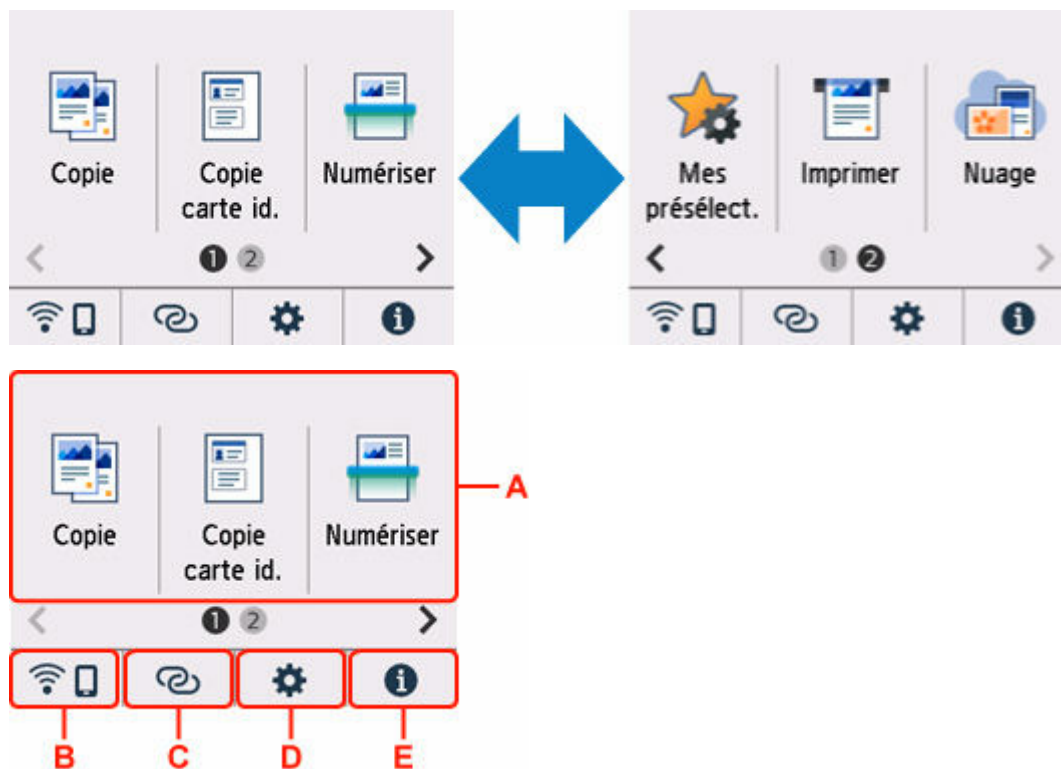 Copie
Copie
carte id.
Numériser
1 2
Mes
présélect.
Imprimer
Nuage
1 2
Copie
Copie
carte id.
Numériser
A
1 2
B
C
D
E